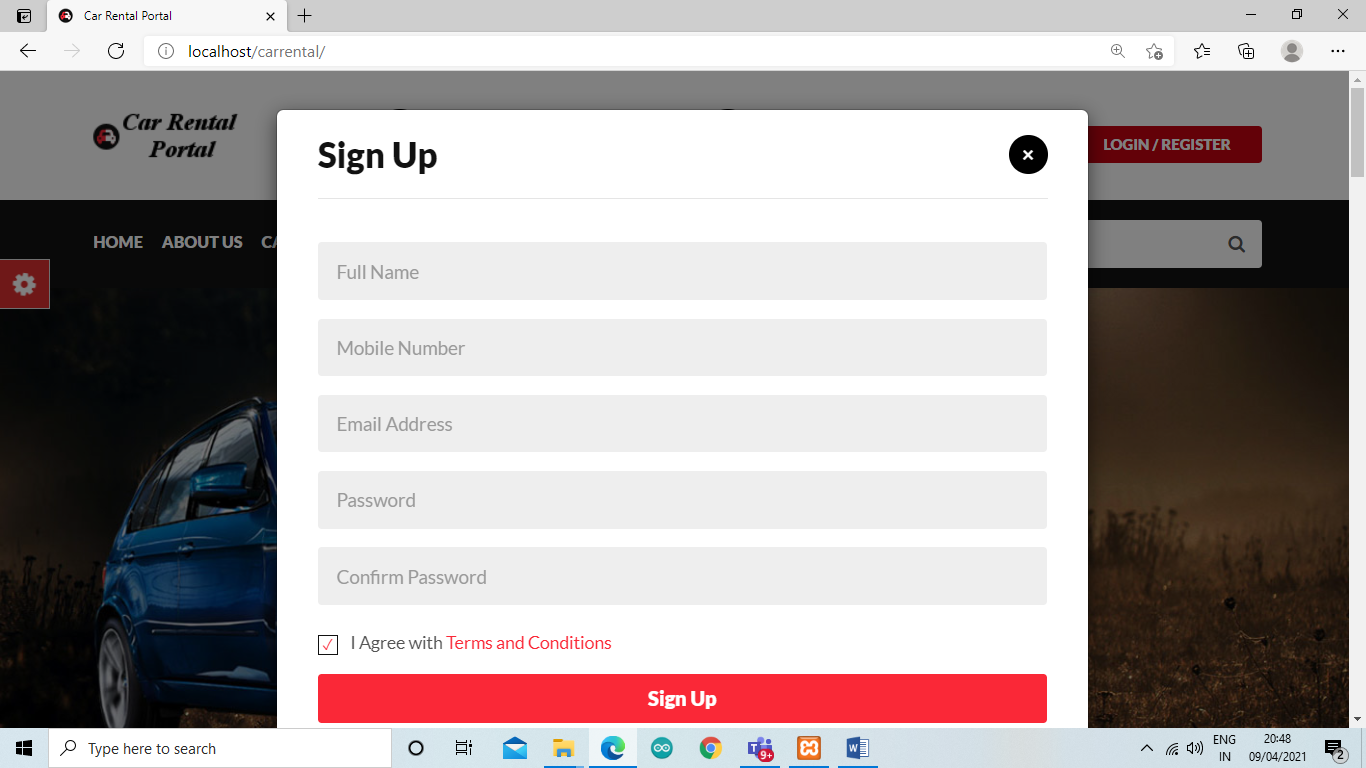 Car Rental Portal
localhost/carrental/
Car Rental
Portal
LOGIN / REGISTER
HOME ABOUT US
Sign Up
Full Name
Mobile Number
Email Address
Password
Confirm Password
I Agree with Terms and Conditions
Sign Up
Type here to search
9+
ENG
IN
20:48
09/04/2021
2